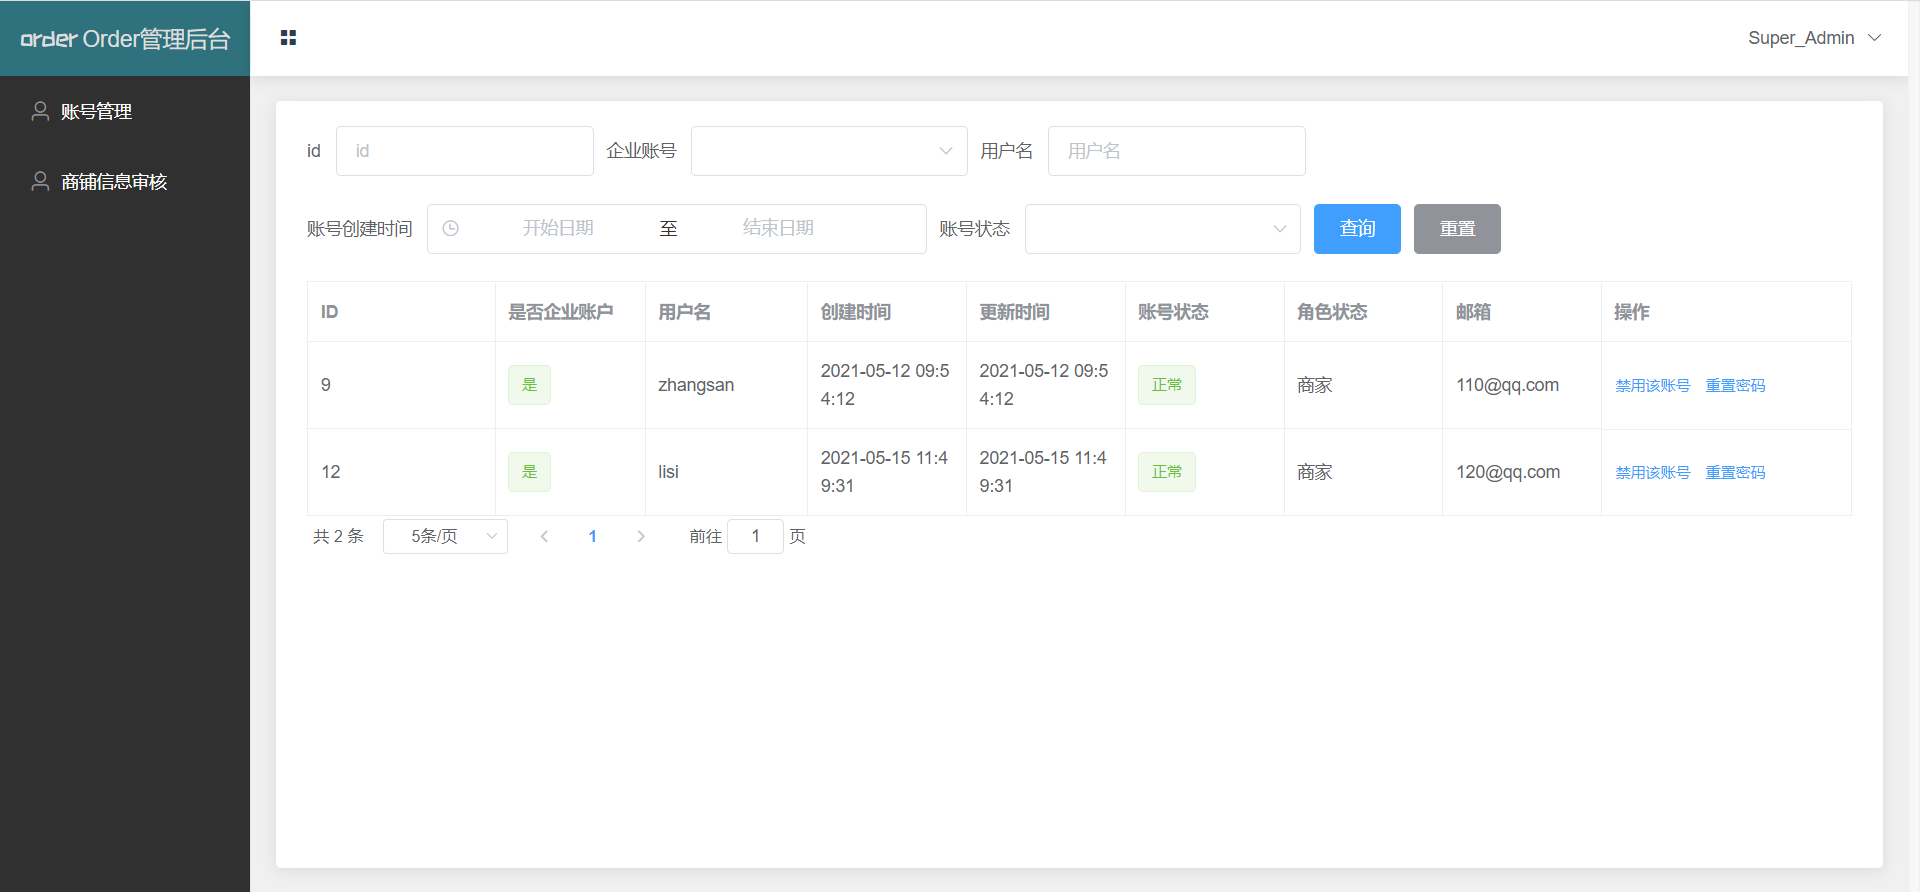 order Order管理后台
Super_Admin
账号管理
商铺信息审核
id id 企业账号 用户名 用户名
账号创建时间 开始日期 至 结束日期 账号状态 查询 重置
ID 是否企业账户 用户名 创建时间 更新时间 账号状态 角色状态 邮箱 操作
9 是 zhangsan 2021-05-12 09:5 2021-05-12 09:5 正常 商家 110@qq.com 禁用该账号 重置密码
4:12 4:12
12 是 lisi 2021-05-15 11:4 2021-05-15 11:4 正常 商家 120@qq.com 禁用该账号 重置密码
9:31 9:31
共 2 条 5条/页 1 前往 1 页